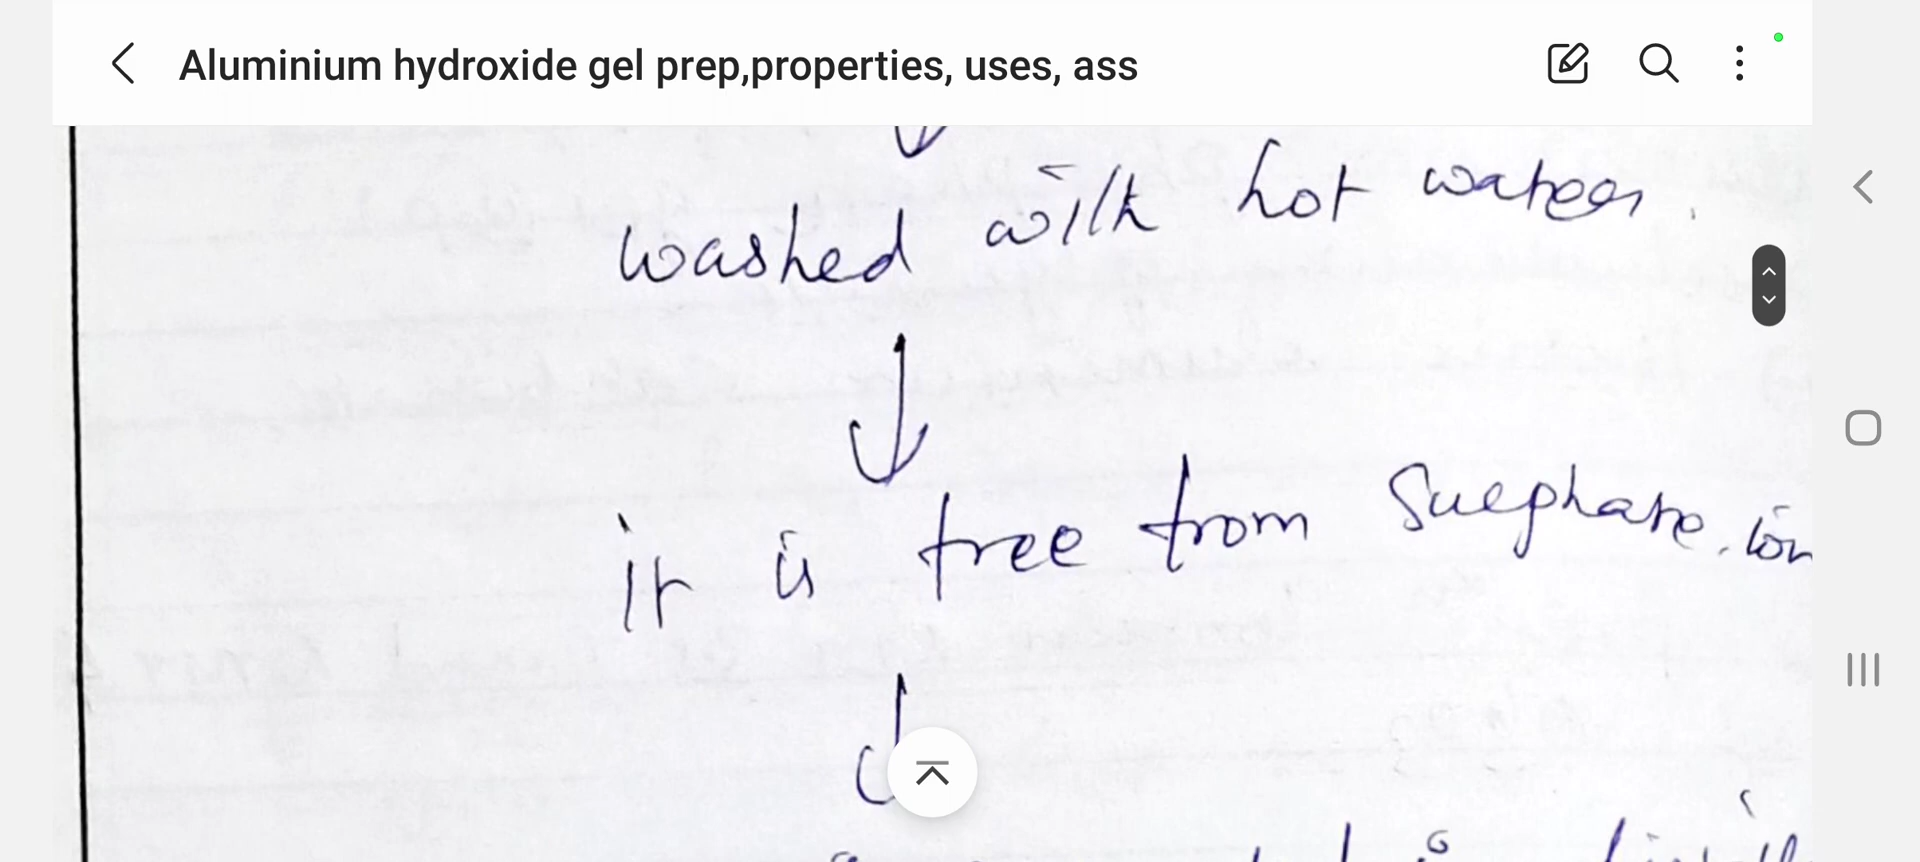 Aluminium hydroxide gel prep,properties, uses, ass
washed with hot water.
it is free from Sulphate. ion